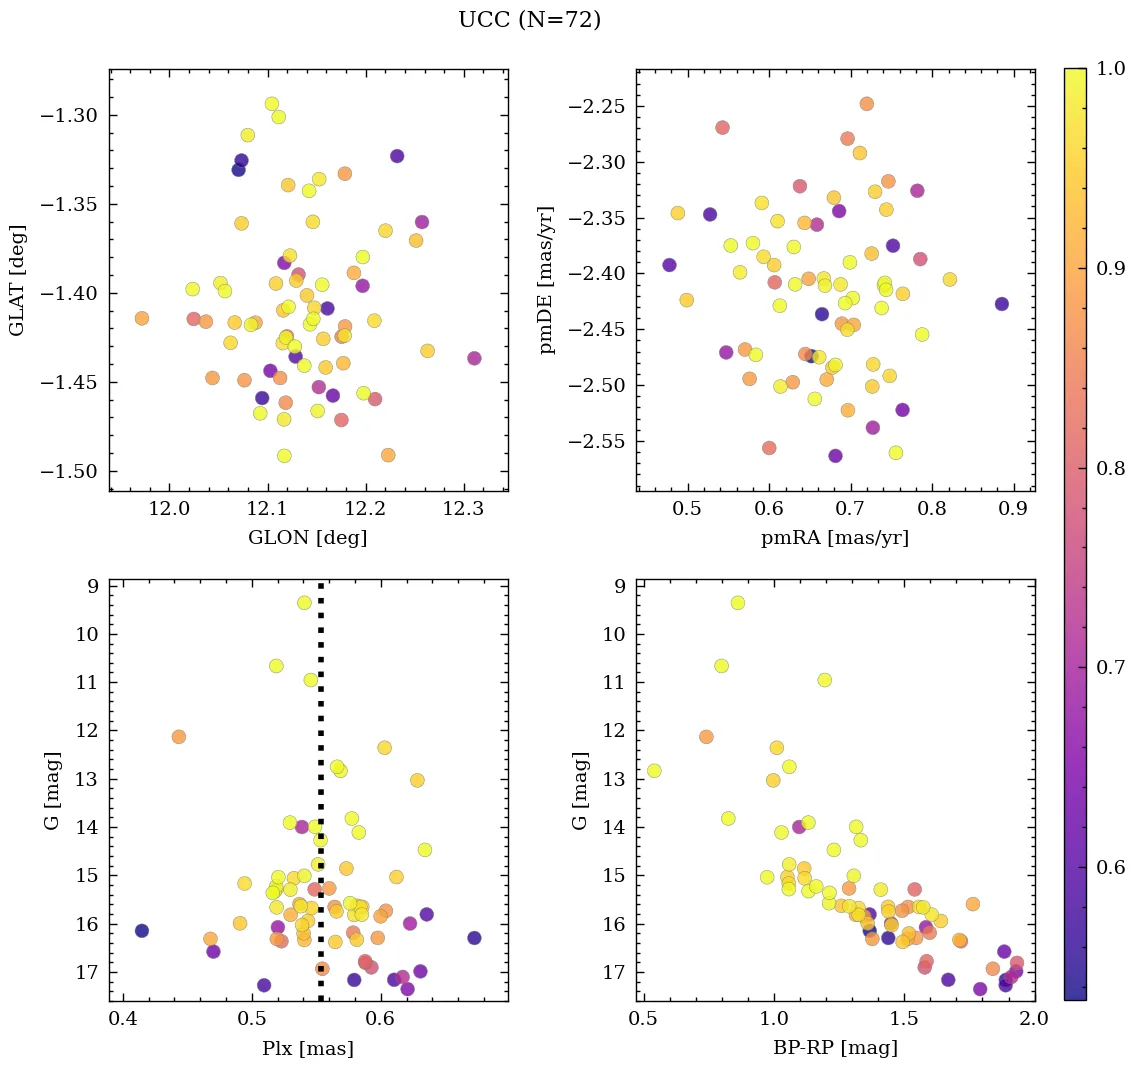 UCC (N=72)
−1.30
−1.35
−1.40
−1.45
−1.50
GLAT [deg]
12.0 12.1 12.2 12.3
GLON [deg]
−2.25
−2.30
−2.35
−2.40
−2.45
−2.50
−2.55
pmDE [mas/yr]
0.5 0.6 0.7 0.8 0.9
pmRA [mas/yr]
9
10
11
12
13
14
15
16
17
G [mag]
0.4 0.5 0.6
Plx [mas]
9
10
11
12
13
14
15
16
17
G [mag]
0.5 1.0 1.5 2.0
BP-RP [mag]
1.0
0.9
0.8
0.7
0.6